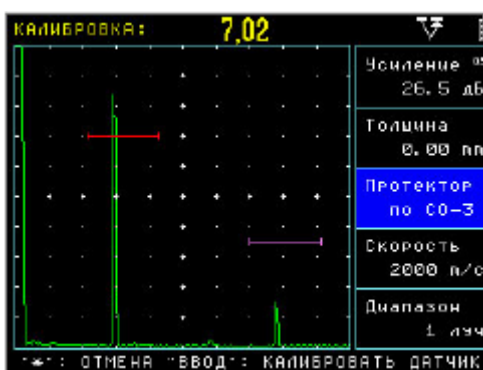 КАЛИБРОВКА: 7,02
Усиление
26.5 дБ
Толщина
0.00 mm
Протектор
по СО-3
Скорость
2000 m/c
Диапазон
1 луч
"*": ОТМЕНА "ВВОД": КАЛИБРОВАТЬ ДАТЧИК